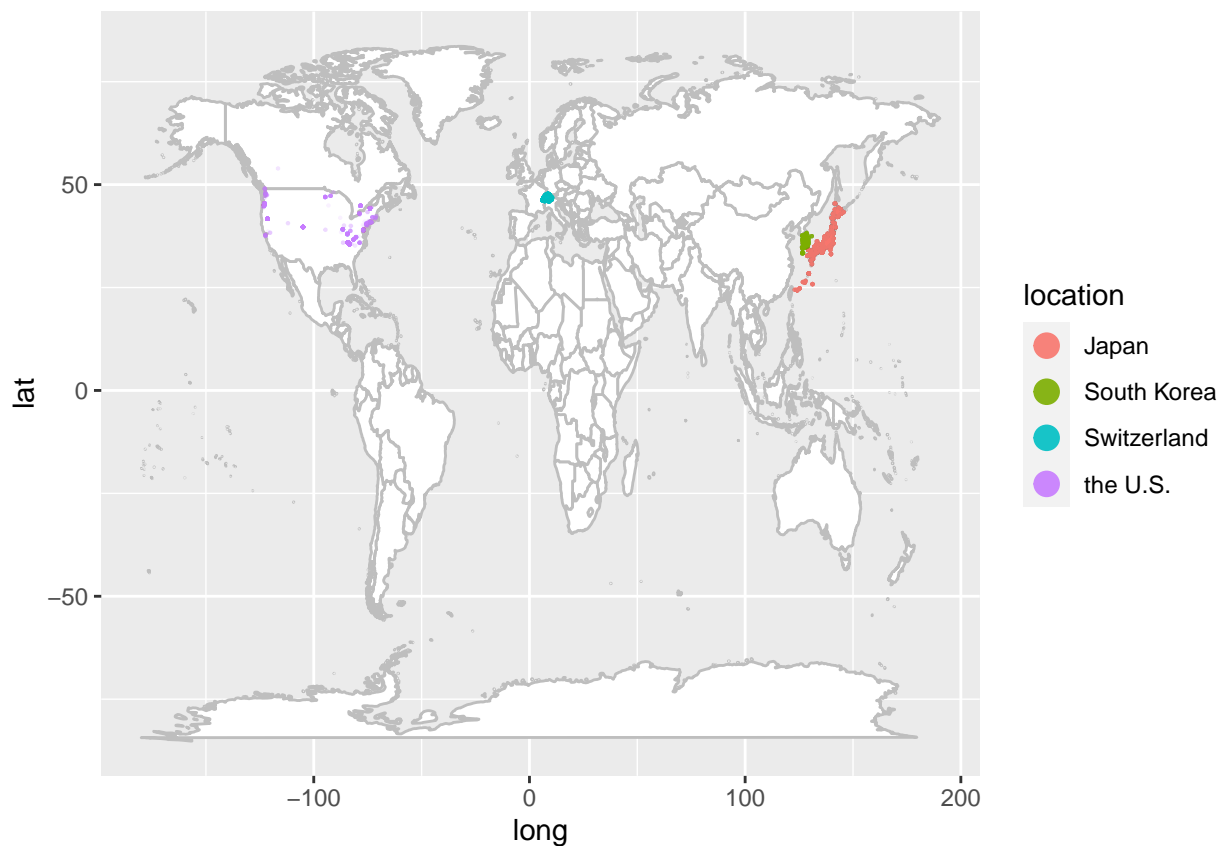 50
0
−50
lat
−100
0
100
200
long
location
Japan
South Korea
Switzerland
the U.S.